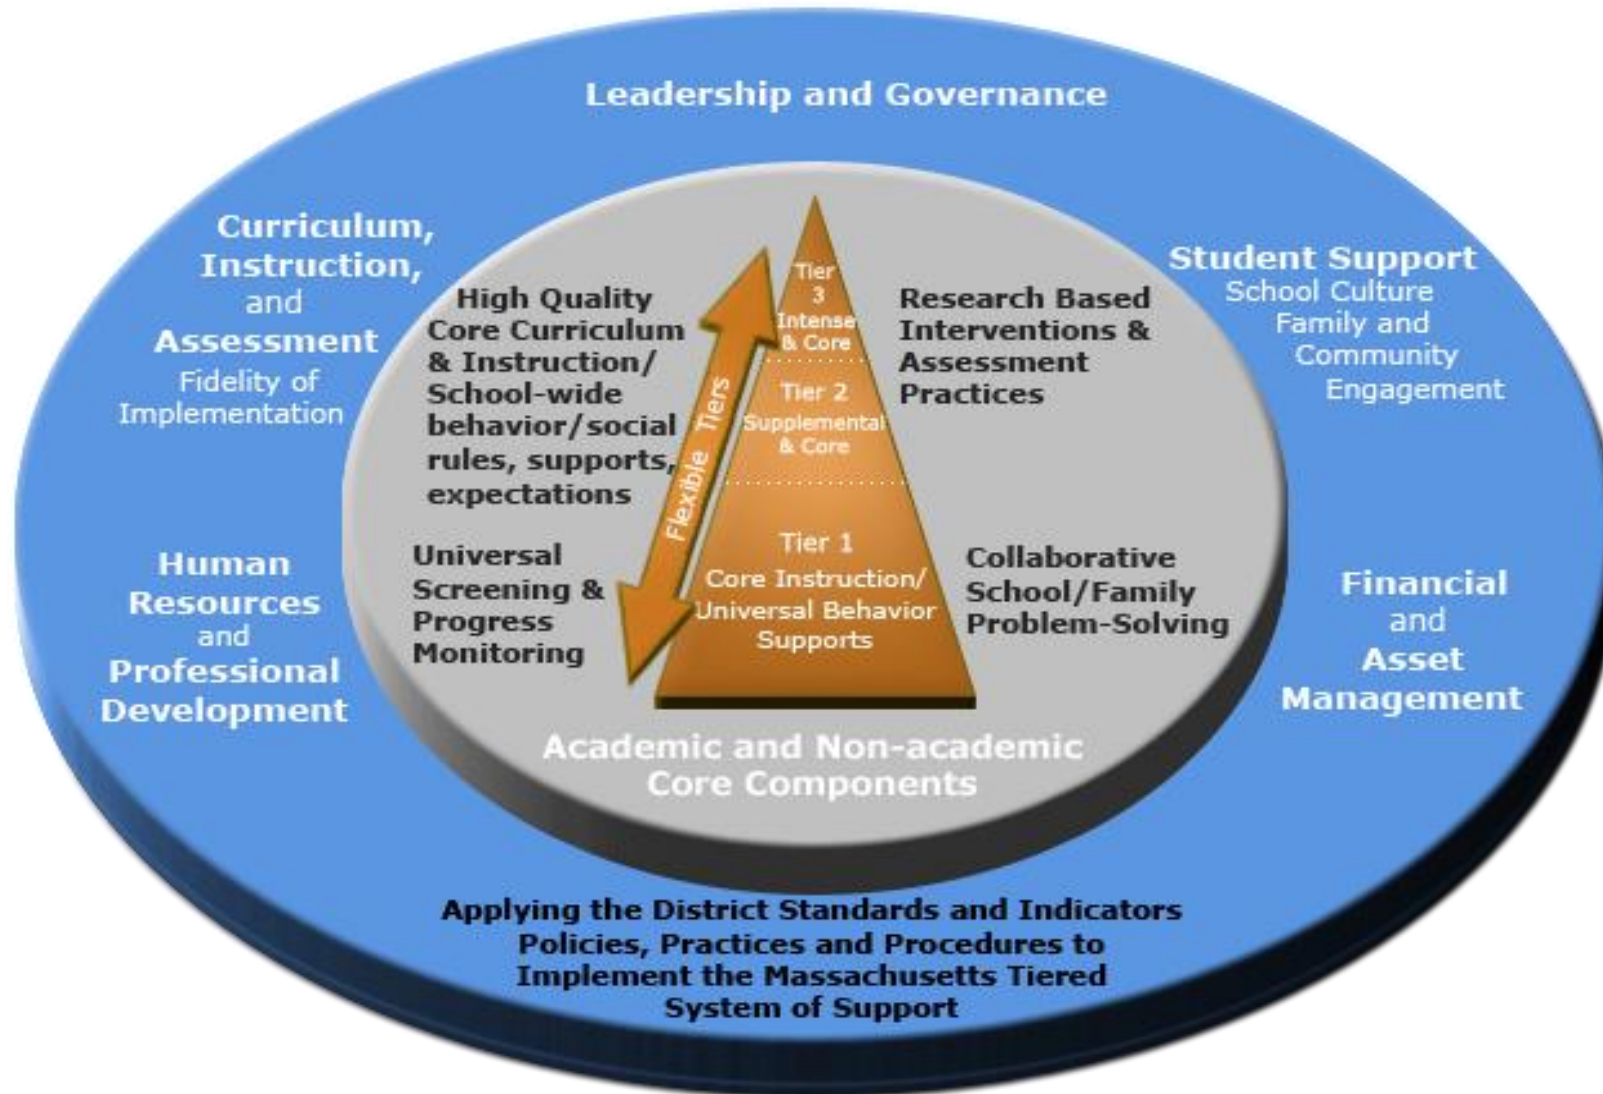 Leadership and Governance
Curriculum,
Instruction,
and
Assessment
Fidelity of
Implementation
Student Support
School Culture
Family and
Community
Engagement
High Quality
Core Curriculum
& Instruction/
School-wide
behavior/social
rules, supports,
expectations
Flexible Tiers
Tier
3
Intense
& Core
Tier 2
Supplemental
& Core
Tier 1
Core Instruction/
Universal Behavior
Supports
Research Based
Interventions &
Assessment
Practices
Universal
Screening &
Progress
Monitoring
Collaborative
School/Family
Problem-Solving
Human
Resources
and
Professional
Development
Financial
and
Asset
Management
Academic and Non-academic
Core Components
Applying the District Standards and Indicators
Policies, Practices and Procedures to
Implement the Massachusetts Tiered
System of Support